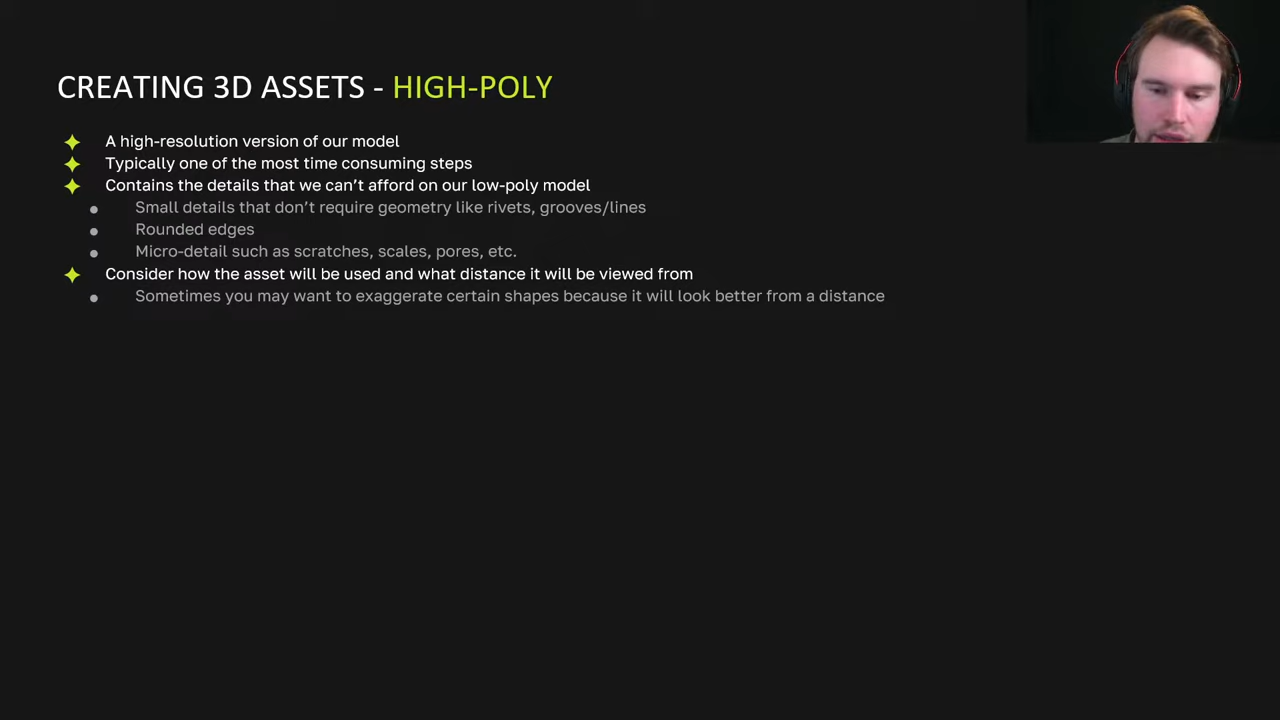 CREATING 3D ASSETS - HIGH-POLY
A high-resolution version of our model
Typically one of the most time consuming steps
Contains the details that we can’t afford on our low-poly model
Small details that don’t require geometry like rivets, grooves/lines
Rounded edges
Micro-detail such as scratches, scales, pores, etc.
Consider how the asset will be used and what distance it will be viewed from
Sometimes you may want to exaggerate certain shapes because it will look better from a distance